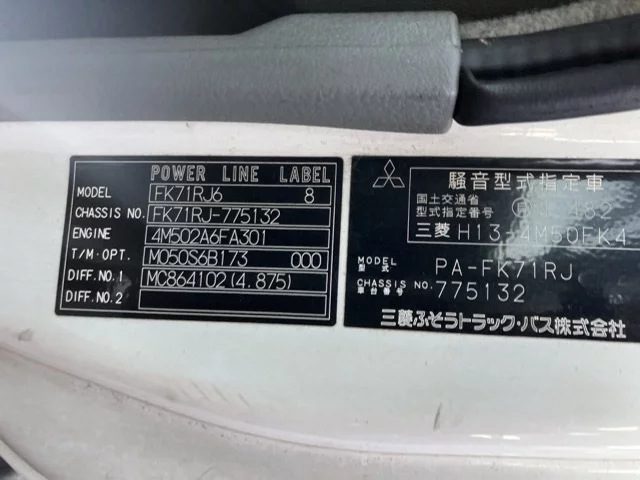 POWER LINE LABEL
MODEL FK71RJ6 8
CHASSIS NO. FK71RJ-775132
ENGINE 4M502A6FA301
T/M·OPT. M050S6B173 000
DIFF.NO.1 MC864102(4.875)
DIFF.NO.2
騒音型式指定車
国土交通省
型式指定番号 482
三菱 H13-4M50FK4
MODEL
型式 PA-FK71RJ
CHASSIS NO.
車台番号 775132
三菱ふそうトラック・バス株式会社